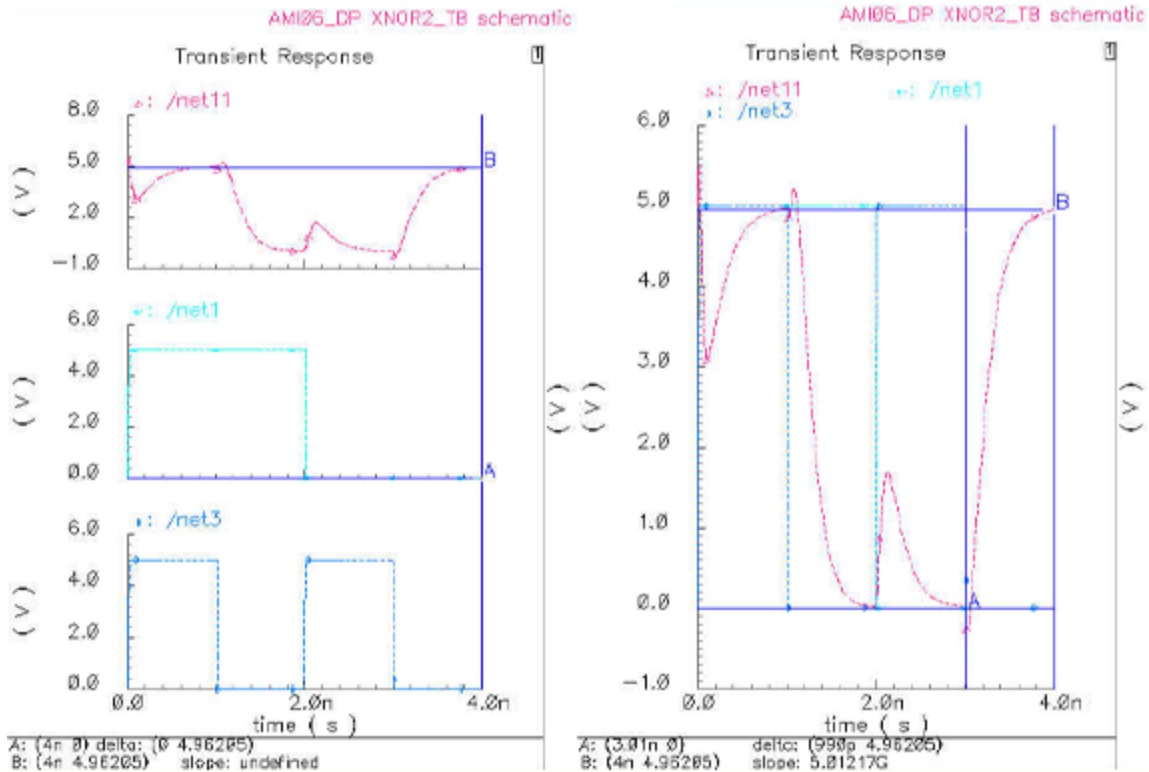 AMI06_DP XNOR2_TB schematic
Transient Response
1
: /net11
8.0
5.0
2.0
-1.0
(V)
B
: /net1
6.0
4.0
2.0
0.0
(V)
A
: /net3
6.0
4.0
2.0
0.0
(V)
0.0
2.0n
4.0n
time ( s )
A: (4n 0) delta: (0 4.96205)
B: (4n 4.96205) slope: undefined
(V)
AMI06_DP XNOR2_TB schematic
Transient Response
1
: /net11
: /net1
: /net3
6.0
5.0
4.0
3.0
2.0
1.0
0.0
-1.0
(V)
B
A
0.0
2.0n
4.0n
time ( s )
(V)
A: (3.01n 0) delta: (990p 4.96205)
B: (4n 4.96205) slope: 5.01217G